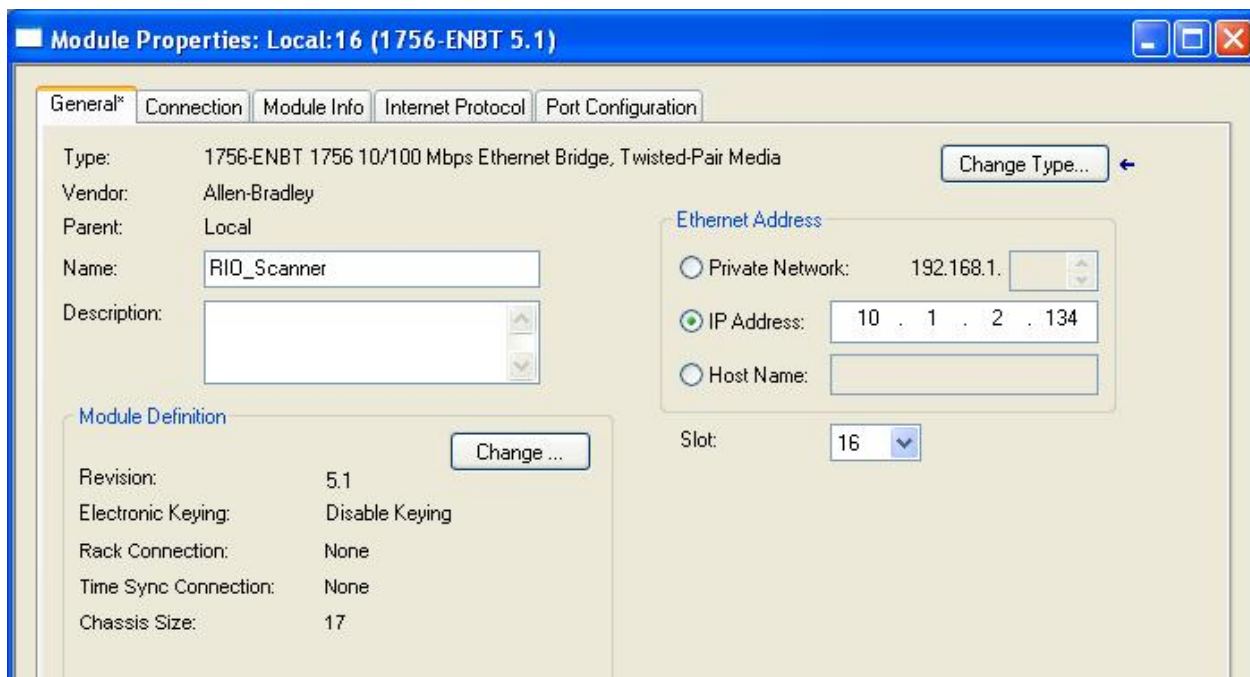 Module Properties: Local:16 (1756-ENBT 5.1)
General* Connection Module Info Internet Protocol Port Configuration
Type: 1756-ENBT 1756 10/100 Mbps Ethernet Bridge, Twisted-Pair Media
Change Type...
Vendor: Allen-Bradley
Parent: Local
Name: RIO_Scanner
Description:
Ethernet Address
Private Network: 192.168.1.
IP Address: 10 . 1 . 2 . 134
Host Name:
Slot: 16
Module Definition
Change ...
Revision: 5.1
Electronic Keying: Disable Keying
Rack Connection: None
Time Sync Connection: None
Chassis Size: 17